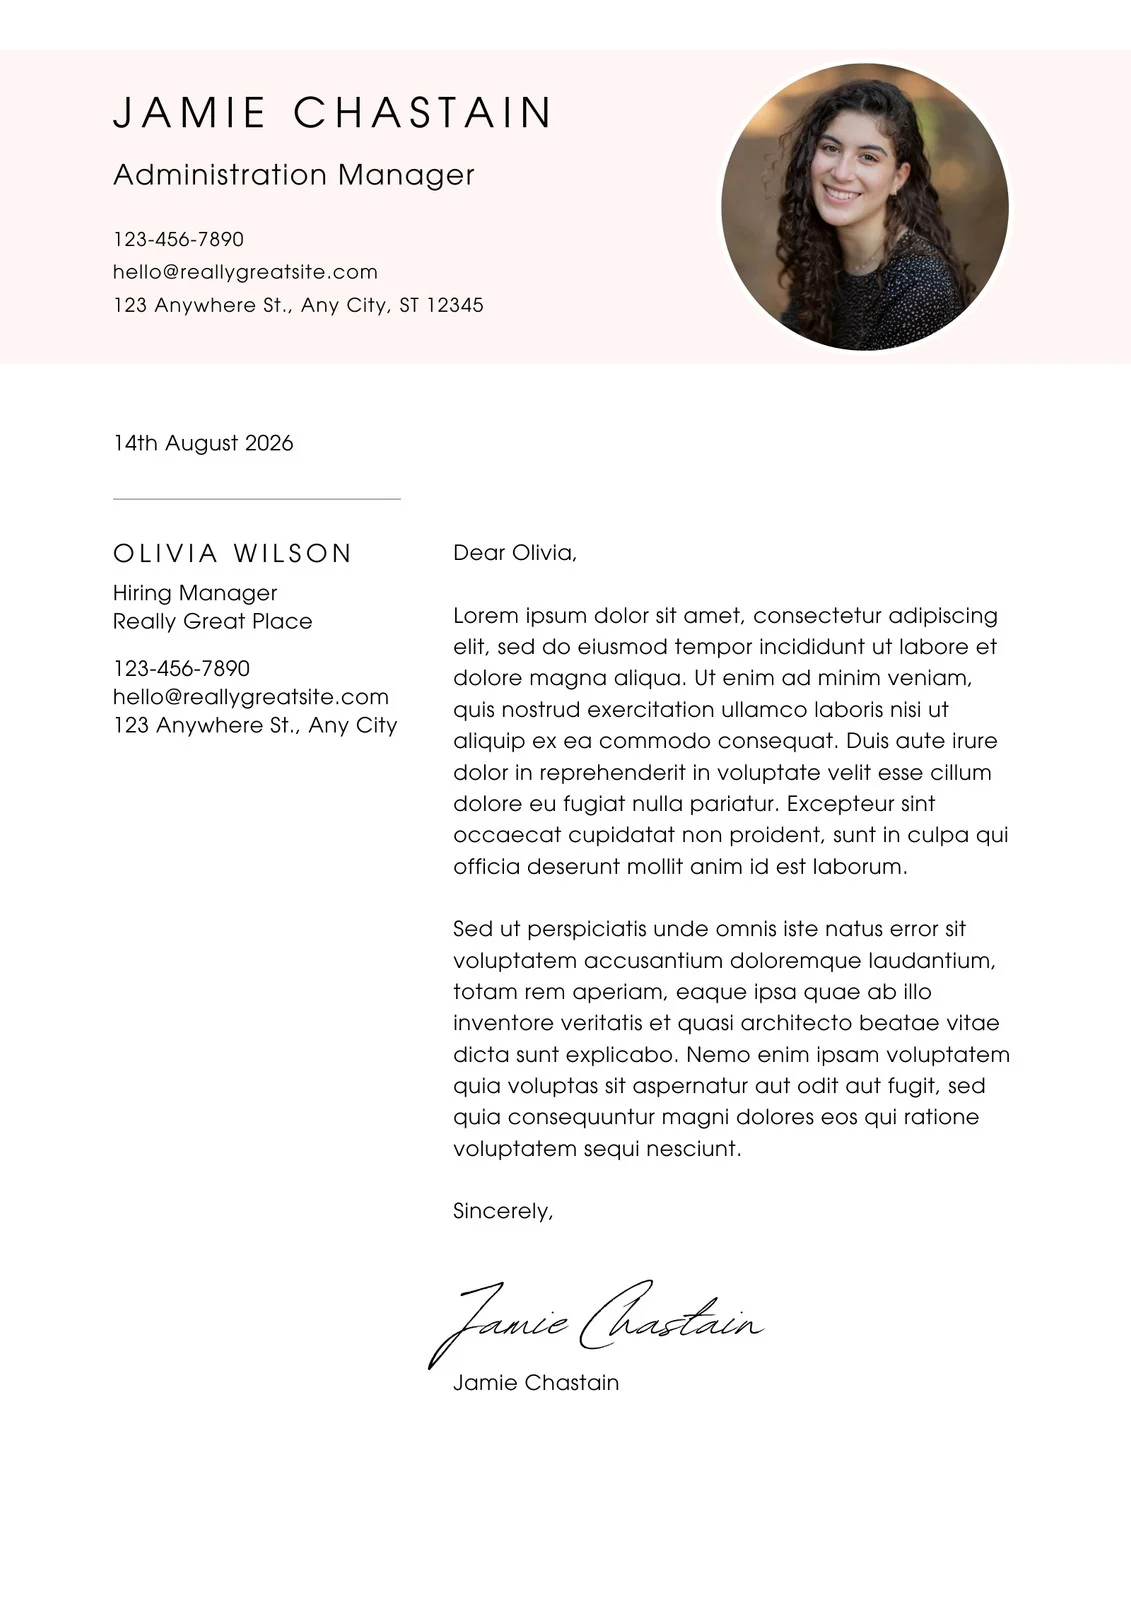 JAMIE CHASTAIN
Administration Manager
123-456-7890
hello@reallygreatsite.com
123 Anywhere St., Any City, ST 12345
14th August 2026
OLIVIA WILSON
Hiring Manager
Really Great Place
123-456-7890
hello@reallygreatsite.com
123 Anywhere St., Any City
Dear Olivia,
Lorem ipsum dolor sit amet, consectetur adipiscing
elit, sed do eiusmod tempor incididunt ut labore et
dolore magna aliqua. Ut enim ad minim veniam,
quis nostrud exercitation ullamco laboris nisi ut
aliquip ex ea commodo consequat. Duis aute irure
dolor in reprehenderit in voluptate velit esse cillum
dolore eu fugiat nulla pariatur. Excepteur sint
occaecat cupidatat non proident, sunt in culpa qui
officia deserunt mollit anim id est laborum.
Sed ut perspiciatis unde omnis iste natus error sit
voluptatem accusantium doloremque laudantium,
totam rem aperiam, eaque ipsa quae ab illo
inventore veritatis et quasi architecto beatae vitae
dicta sunt explicabo. Nemo enim ipsam voluptatem
quia voluptas sit aspernatur aut odit aut fugit, sed
quia consequuntur magni dolores eos qui ratione
voluptatem sequi nesciunt.
Sincerely,
Jamie Chastain
Jamie Chastain